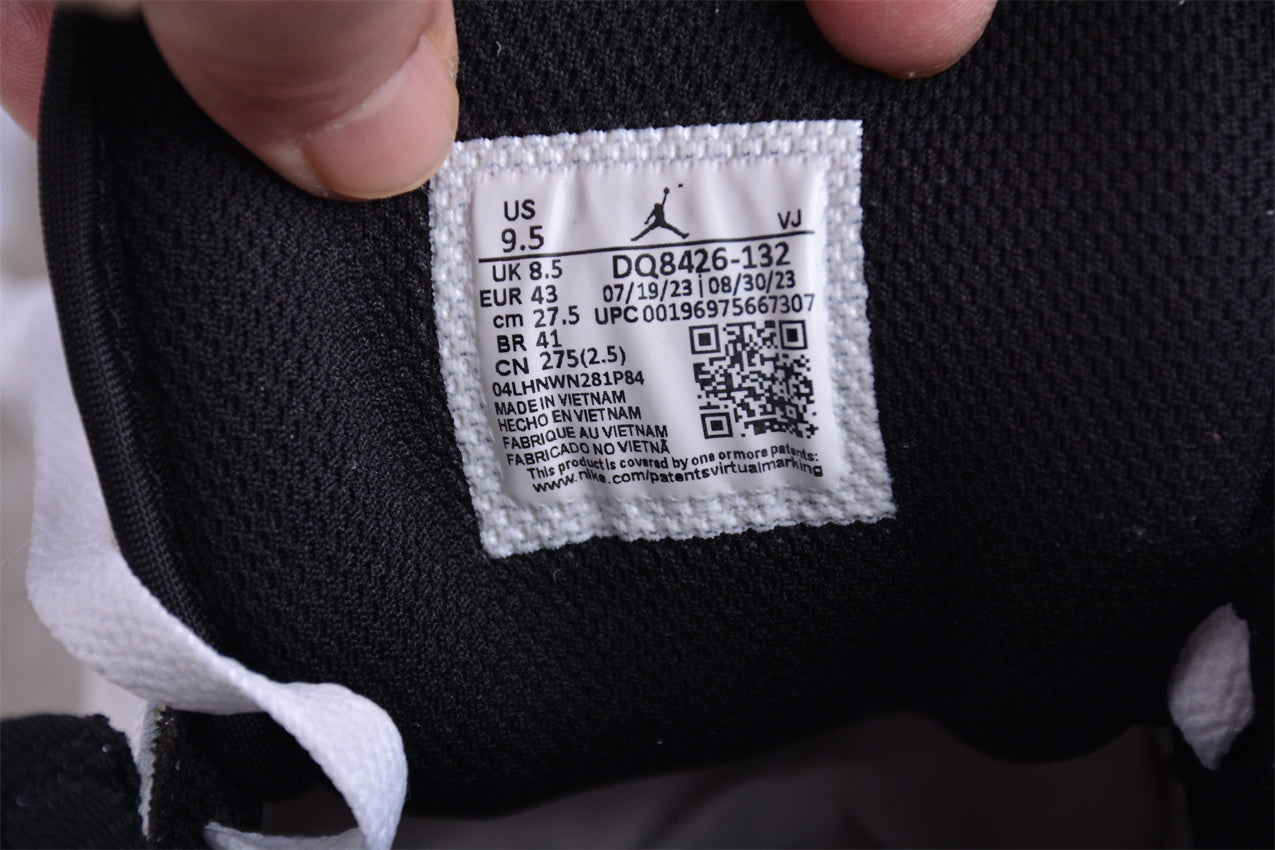 US
9.5
VJ
UK 8.5
DQ8426-132
EUR 43
07/19/23 | 08/30/23
cm 27.5
UPC 00196975667307
BR 41
CN 275(2.5)
04LHNWN281P84
MADE IN VIETNAM
HECHO EN VIETNAM
FABRIQUE AU VIETNAM
FABRICADO NO VIETNÃ
This product is covered by one or more patents:
www.nike.com/patentsvirtualmarking